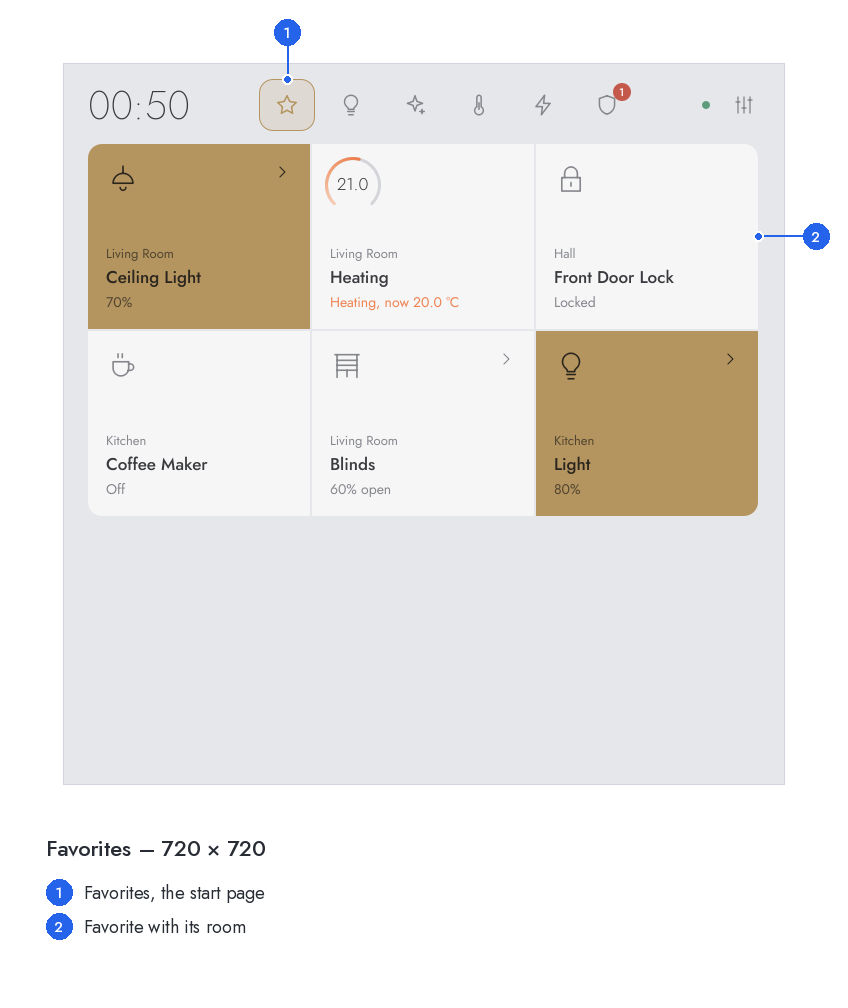 1
00:50
1
21.0
Living Room
Ceiling Light
70%
Living Room
Heating
Heating, now 20.0 °C
Hall
Front Door Lock
Locked
2
Kitchen
Coffee Maker
Off
Living Room
Blinds
60% open
Kitchen
Light
80%
Favorites – 720 × 720
1 Favorites, the start page
2 Favorite with its room